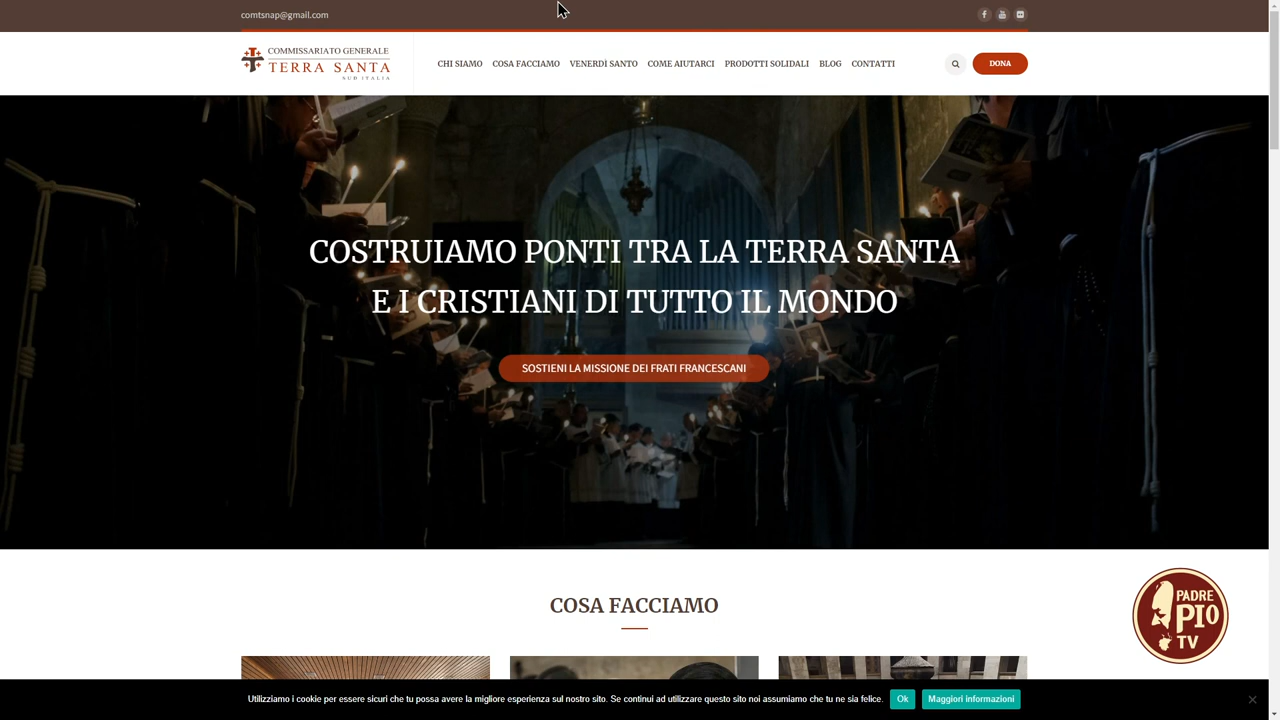 comtsnap@gmail.com
COMMISSARIATO GENERALE
TERRA SANTA
SUD ITALIA
CHI SIAMO
COSA FACCIAMO
VENERDÌ SANTO
COME AIUTARCI
PRODOTTI SOLIDALI
BLOG
CONTATTI
DONA
COSTRUIAMO PONTI TRA LA TERRA SANTA
E I CRISTIANI DI TUTTO IL MONDO
SOSTIENI LA MISSIONE DEI FRATI FRANCESCANI
COSA FACCIAMO
PADRE
PIO
TV
Utilizziamo i cookie per essere sicuri che tu possa avere la migliore esperienza sul nostro sito. Se continui ad utilizzare questo sito noi assumiamo che tu ne sia felice.
Ok
Maggiori informazioni